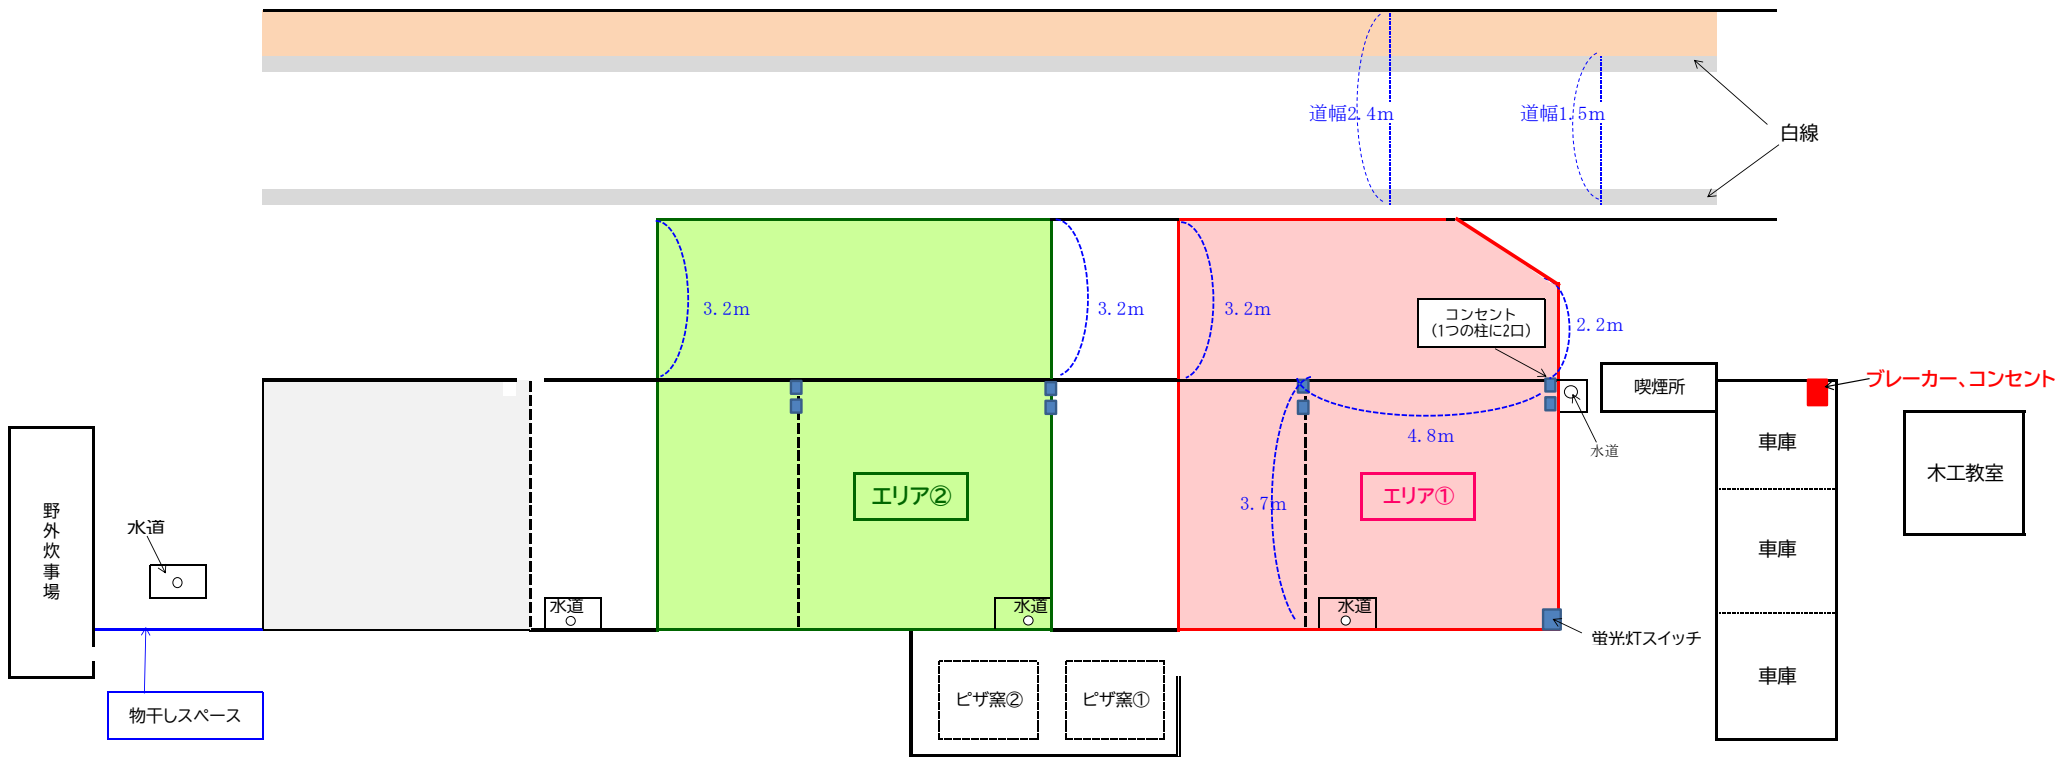 道幅2.4m
道幅1.5m
白線
3.2m
3.2m
3.2m
コンセント
(1つの柱に2口)
2.2m
喫煙所
ブレーカー、コンセント
4.8m
水道
車庫
木工教室
エリア②
エリア①
3.7m
野外炊事場
水道
車庫
水道
水道
水道
蛍光灯スイッチ
車庫
ピザ窯②
ピザ窯①
物干しスペース